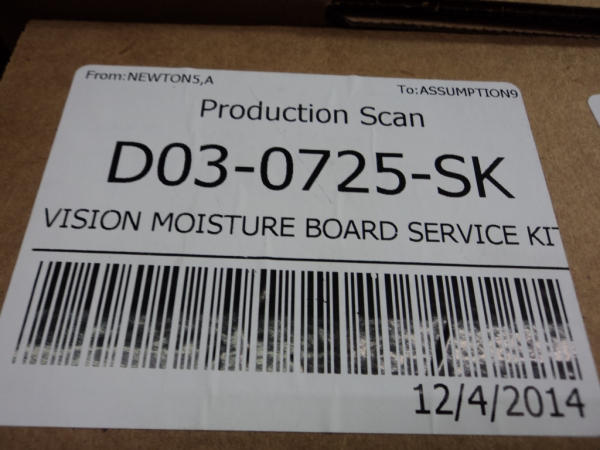 From:NEWTON5,A
To:ASSUMPTION9
Production Scan
D03-0725-SK
VISION MOISTURE BOARD SERVICE KIT
12/4/2014